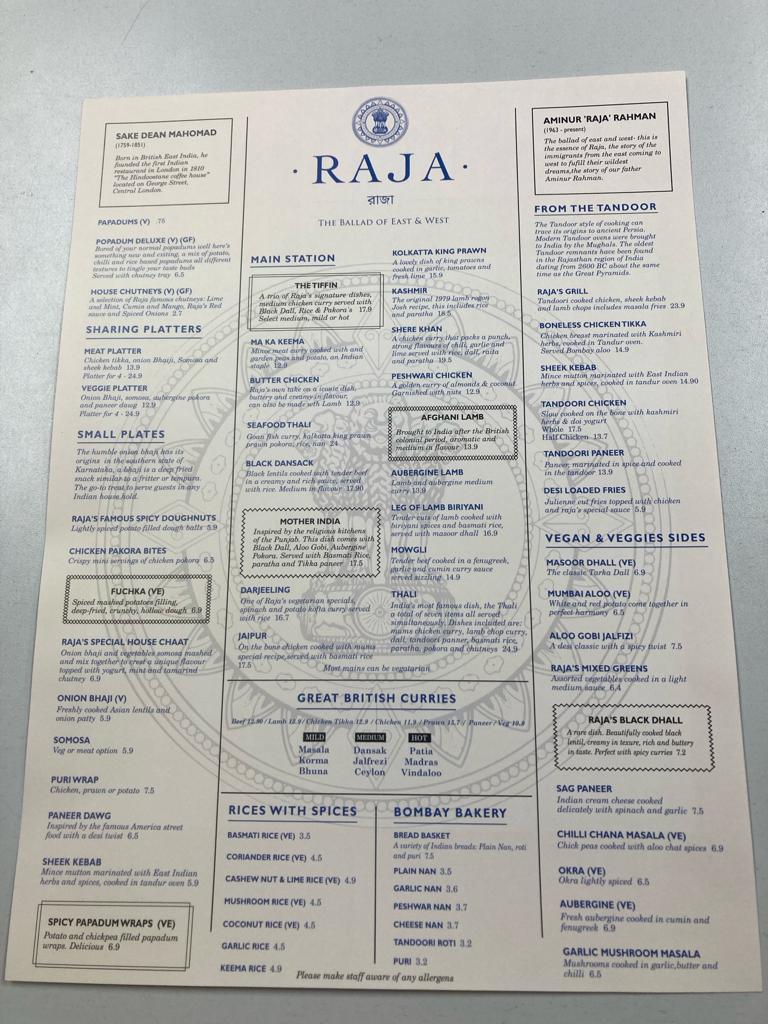 SAKE DEAN MAHOMAD
(1759-1851)
Born in British East India, he
founded the first Indian
restaurant in London in 1810
"The Hindoostane coffee house"
located on George Street,
Central London.
PAPADUMS (V) .75
POPADUM DELUXE (V) (GF)
Bored of your normal popadums well here's
something new and exiting, a mix of potato,
chilli and rice based papadums all different
textures to tingle your taste buds
Served with chutney tray 6.5
HOUSE CHUTNEYS (V) (GF)
A selection of Raja famous chutneys: Lime
and Mint, Cumin and Mango, Raja's Red
sauce and Spiced Onions 2.7
SHARING PLATTERS
MEAT PLATTER
Chicken tikka, onion Bhaji, Somosa and
sheek kebab 13.9
Platter for 4 - 24.9
VEGGIE PLATTER
Onion Bhaji, somosa, aubergine pokora
and paneer dawg 12.9
Platter for 4 - 24.9
SMALL PLATES
The humble onion bhaji has its
origins in the southern state of
Karnataka, a bhaji is a deep fried
snack similar to a fritter or tempura.
The go-to treat to serve guests in any
Indian house hold.
RAJA'S FAMOUS SPICY DOUGHNUTS
Lightly spiced potato filled dough balls 5.9
CHICKEN PAKORA BITES
Crispy mini servings of chicken pokora 6.5
FUCHKA (VE)
Spiced mashed potatoes filling,
deep-fried, crunchy, hollow dough 6.9
RAJA'S SPECIAL HOUSE CHAAT
Onion bhaji and vegetables somosa mashed
and mix together to creat a unique flavour
topped with yogurt, mint and tamarind
chutney 6.9
ONION BHAJI (V)
Freshly cooked Asian lentils and
onion patty 5.9
SOMOSA
Veg or meat option 5.9
PURI WRAP
Chicken, prawn or potato 7.5
PANEER DAWG
Inspired by the famous America street
food with a desi twist 6.5
SHEEK KEBAB
Mince mutton marinated with East Indian
herbs and spices, cooked in tandur oven 5.9
SPICY PAPADUM WRAPS (VE)
Potato and chickpea filled papadum
wraps. Delicious 6.9
· RAJA ·
রাজা
THE BALLAD OF EAST & WEST
MAIN STATION
THE TIFFIN
A trio of Raja's signature dishes,
medium chicken curry served with
Black Dall, Rice & Pakora's 17.9
Select medium, mild or hot
MA KA KEEMA
Mince meat curry cooked with and
garden peas and potato, an Indian
staple 12.9
BUTTER CHICKEN
Raja's own take on a iconic dish,
buttery and creamy in flavour,
can also be made wth Lamb 12.9
SEAFOOD THALI
Goan fish curry, kalkatta king prawn
prawn pokora, rice, nan 24
BLACK DANSACK
Black lentils cooked with tender beef
in a creamy and rich sauce, served
with rice. Medium in flavour 17.90
MOTHER INDIA
Inspired by the religious kitchens
of the Punjab. This dish comes with
Black Dall, Aloo Gobi, Aubergine
Pokora. Served with Basmati Rice,
paratha and Tikka paneer 17.5
DARJEELING
One of Raja's vegetarian specials,
spinach and potato kofta curry served
with rice 16.7
JAIPUR
On the bone chicken cooked with mums
special recipe,served with basmati rice
17.5
KOLKATTA KING PRAWN
A lovely dish of king prawns
cooked in garlic, tomatoes and
fresh lime 15.9
KASHMIR
The original 1979 lamb rogon
Josh recipe, this includes rice
and paratha 18.5
SHERE KHAN
A chicken curry that packs a punch,
strong flavours of chili, garlic and
lime served with rice, dall, raita
and paratha 19.5
PESHWARI CHICKEN
A golden curry of almonds & coconut.
Garnished with nuts 12.9
AFGHANI LAMB
Brought to India after the British
colonial period, aromatic and
medium in flavour 13.9
AUBERGINE LAMB
Lamb and aubergine medium
curry 13.9
LEG OF LAMB BIRIYANI
Tender cuts of lamb cooked with
biriyani spices and basmati rice,
served with masoor dhall 16.9
MOWGLI
Tender beef cooked in a fenugreek,
garlic and cumin curry sauce
served sizzling 14.9
THALI
India's most famous dish, the Thali
a total of seven items all served
simultaneously. Dishes included are:
mums chicken curry, lamb chop curry,
dall, tandoori panner, basmati rice,
paratha, pokora and chutneys 24.9
Most mains can be vegetarian
GREAT BRITISH CURRIES
Beef 12.90 / Lamb 12.9 / Chicken Tikka 12.9 / Chicken 11.9 / Prawn 15.7 / Paneer / Veg 10.9
MILD MEDIUM HOT
Masala Dansak Patia
Korma Jalfrezi Madras
Bhuna Ceylon Vindaloo
RICES WITH SPICES
BASMATI RICE (VE) 3.5
CORIANDER RICE (VE) 4.5
CASHEW NUT & LIME RICE (VE) 4.9
MUSHROOM RICE (VE) 4.5
COCONUT RICE (VE) 4.5
GARLIC RICE 4.5
KEEMA RICE 4.9
BOMBAY BAKERY
BREAD BASKET
A variety of Indian breads: Plain Nan, roti
and puri 7.5
PLAIN NAN 3.5
GARLIC NAN 3.6
PESHWAR NAN 3.7
CHEESE NAN 3.7
TANDOORI ROTI 3.2
PURI 3.2
Please make staff aware of any allergens
AMINUR 'RAJA' RAHMAN
(1963 - present)
The ballad of east and west- this is
the essence of Raja, the story of the
immigrants from the east coming to
west to fufill their wildest
dreams,the story of our father
Aminur Rahman.
FROM THE TANDOOR
The Tandoor style of cooking can
trace its origins to ancient Persia.
Modern Tandoor ovens were brought
to India by the Mughals. The oldest
Tandoor remnants have been found
in the Rajasthan region of India
dating from 2600 BC about the same
time as the Great Pyramids.
RAJA'S GRILL
Tandoori cooked chicken, sheek kebab
and lamb chops includes masala fries 23.9
BONELESS CHICKEN TIKKA
Chicken breast marinated with Kashmiri
herbs, cooked in Tandur oven.
Served Bombay aloo 14.9
SHEEK KEBAB
Mince mutton marinated with East Indian
herbs and spices, cooked in tandur oven 14.90
TANDOORI CHICKEN
Slow cooked on the bone with kashmiri
herbs & doi yogurt
Whole 17.5
Half Chicken 13.7
TANDOORI PANEER
Paneer, marinated in spice and cooked
in the tandoor 13.9
DESI LOADED FRIES
Julienne cut fries topped with chicken
and raja's special sauce 5.9
VEGAN & VEGGIES SIDES
MASOOR DHALL (VE)
The classic Tarka Dall 6.9
MUMBAI ALOO (VE)
White and red potato come together in
perfect harmony 6.5
ALOO GOBI JALFIZI
A desi classic with a spicy twist 7.5
RAJA'S MIXED GREENS
Assorted vegetables cooked in a light
medium sauce 6.4
RAJA'S BLACK DHALL
A rare dish. Beautifully cooked black
lentil, creamy in texure, rich and buttery
in taste. Perfect with spicy curries 7.2
SAG PANEER
Indian cream cheese cooked
delicately with spinach and garlic 7.5
CHILLI CHANA MASALA (VE)
Chick peas cooked with aloo chat spices 6.9
OKRA (VE)
Okra lightly spiced 6.5
AUBERGINE (VE)
Fresh aubergine cooked in cumin and
fenugreek 6.9
GARLIC MUSHROOM MASALA
Mushrooms cooked in garlic,butter and
chilli 6.5